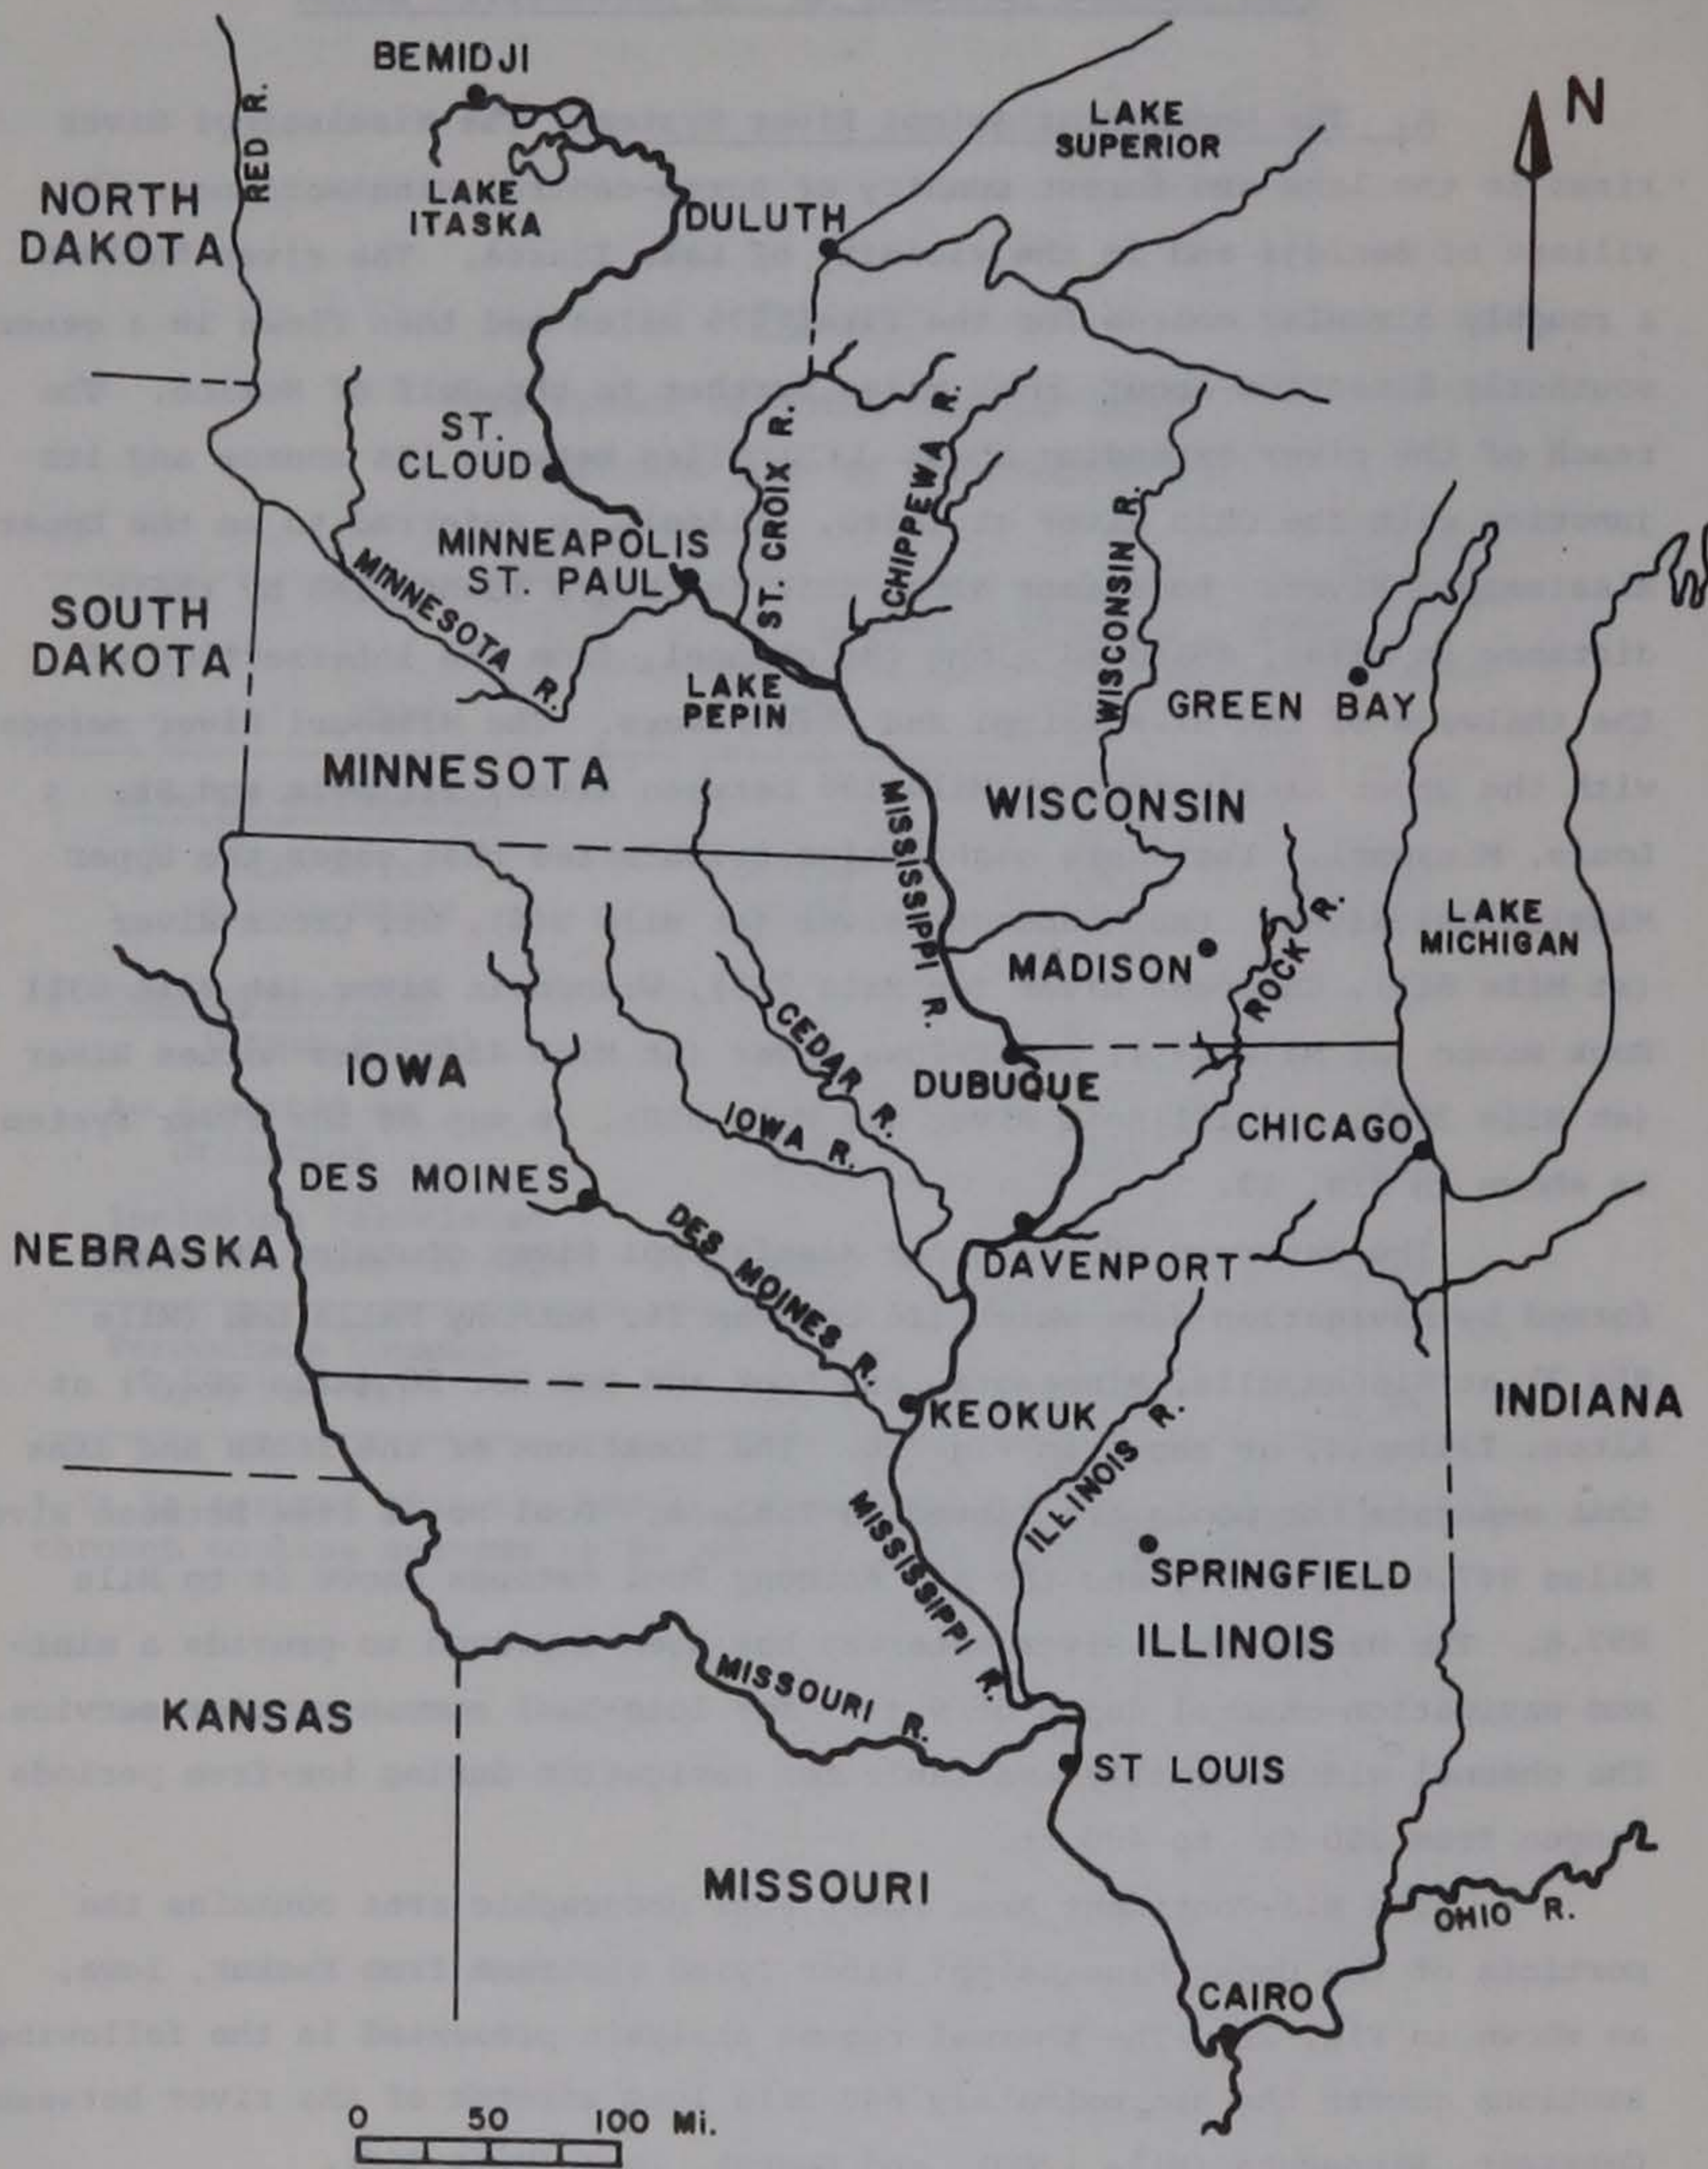 BEMIDJI
RED R.
LAKE
SUPERIOR
N
NORTH
DAKOTA
LAKE
ITASKA
DULUTH
ST.
CLOUD
ST. CROIX R.
CHIPPEWA R.
WISCONSIN R.
MINNEAPOLIS
ST. PAUL
MINNESOTA R.
SOUTH
DAKOTA
LAKE
PEPIN
GREEN BAY
MINNESOTA
MISSISSIPPI R.
WISCONSIN
LAKE
MICHIGAN
MADISON
ROCK R.
CEDAR R.
IOWA
DUBUQUE
IOWA R.
CHICAGO
DES MOINES
NEBRASKA
DES MOINES R.
DAVENPORT
KEOKUK
INDIANA
ILLINOIS R.
MISSISSIPPI R.
SPRINGFIELD
ILLINOIS
KANSAS
MISSOURI R.
ST LOUIS
MISSOURI
OHIO R.
CAIRO
0 50 100 Mi.